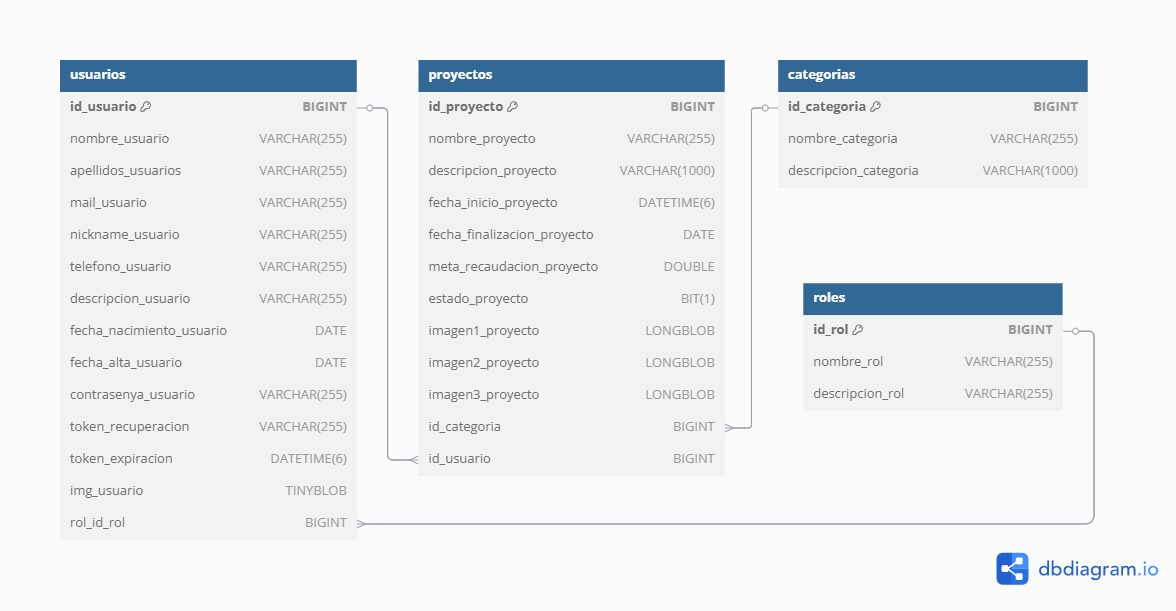 usuarios
id_usuario BIGINT
nombre_usuario VARCHAR(255)
apellidos_usuarios VARCHAR(255)
mail_usuario VARCHAR(255)
nickname_usuario VARCHAR(255)
telefono_usuario VARCHAR(255)
descripcion_usuario VARCHAR(255)
fecha_nacimiento_usuario DATE
fecha_alta_usuario DATE
contrasenya_usuario VARCHAR(255)
token_recuperacion VARCHAR(255)
token_expiracion DATETIME(6)
img_usuario TINYBLOB
rol_id_rol BIGINT
proyectos
id_proyecto BIGINT
nombre_proyecto VARCHAR(255)
descripcion_proyecto VARCHAR(1000)
fecha_inicio_proyecto DATETIME(6)
fecha_finalizacion_proyecto DATE
meta_recaudacion_proyecto DOUBLE
estado_proyecto BIT(1)
imagen1_proyecto LONGBLOB
imagen2_proyecto LONGBLOB
imagen3_proyecto LONGBLOB
id_categoria BIGINT
id_usuario BIGINT
categorias
id_categoria BIGINT
nombre_categoria VARCHAR(255)
descripcion_categoria VARCHAR(1000)
roles
id_rol BIGINT
nombre_rol VARCHAR(255)
descripcion_rol VARCHAR(255)
dbdiagram.io